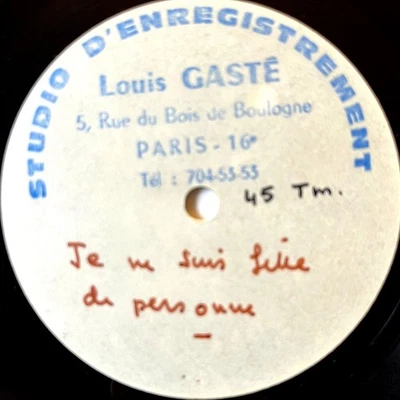 STUDIO D'ENREGISTREMENT
Louis GASTÉ
5, Rue du Bois de Boulogne
PARIS - 16e
Tél : 704-53-53
45 Tm.
Je ne suis fille
de personne